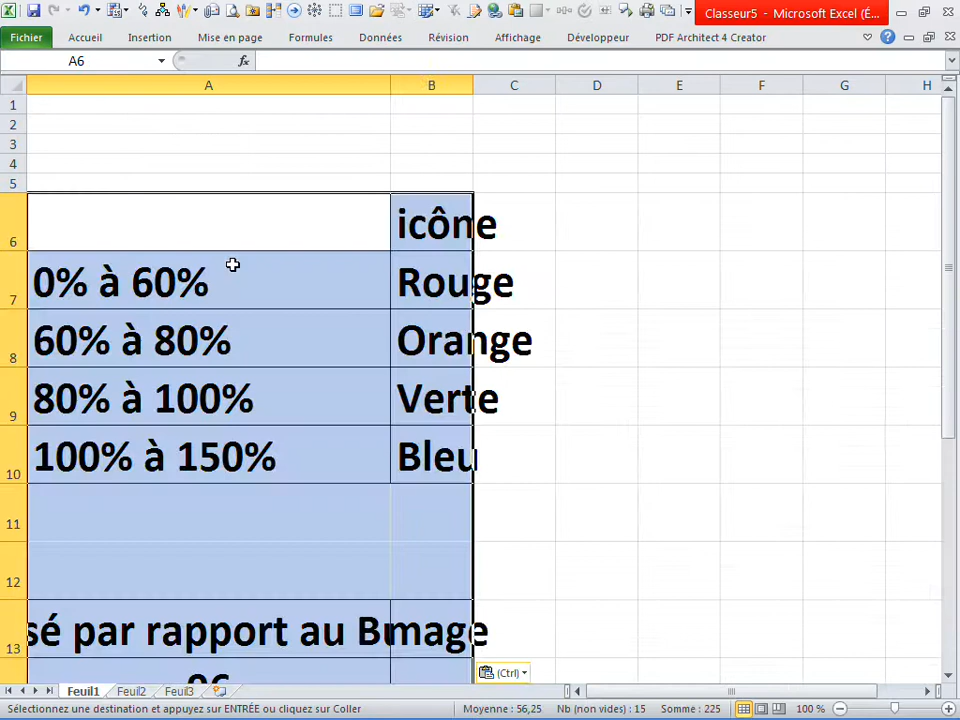 Classeur5 - Microsoft Excel (É...
Fichier Accueil Insertion Mise en page Formules Données Révision Affichage Développeur PDF Architect 4 Creator
A6 fx
A B C D E F G H
1
2
3
4
5
6 icône
7 0% à 60% Rouge
8 60% à 80% Orange
9 80% à 100% Verte
10 100% à 150% Bleu
11
12
13 sé par rapport au Bu mage
(Ctrl)
Feuil1 Feuil2 Feuil3
Sélectionnez une destination et appuyez sur ENTRÉE ou cliquez sur Coller Moyenne : 56,25 Nb (non vides) : 15 Somme : 225 100 %